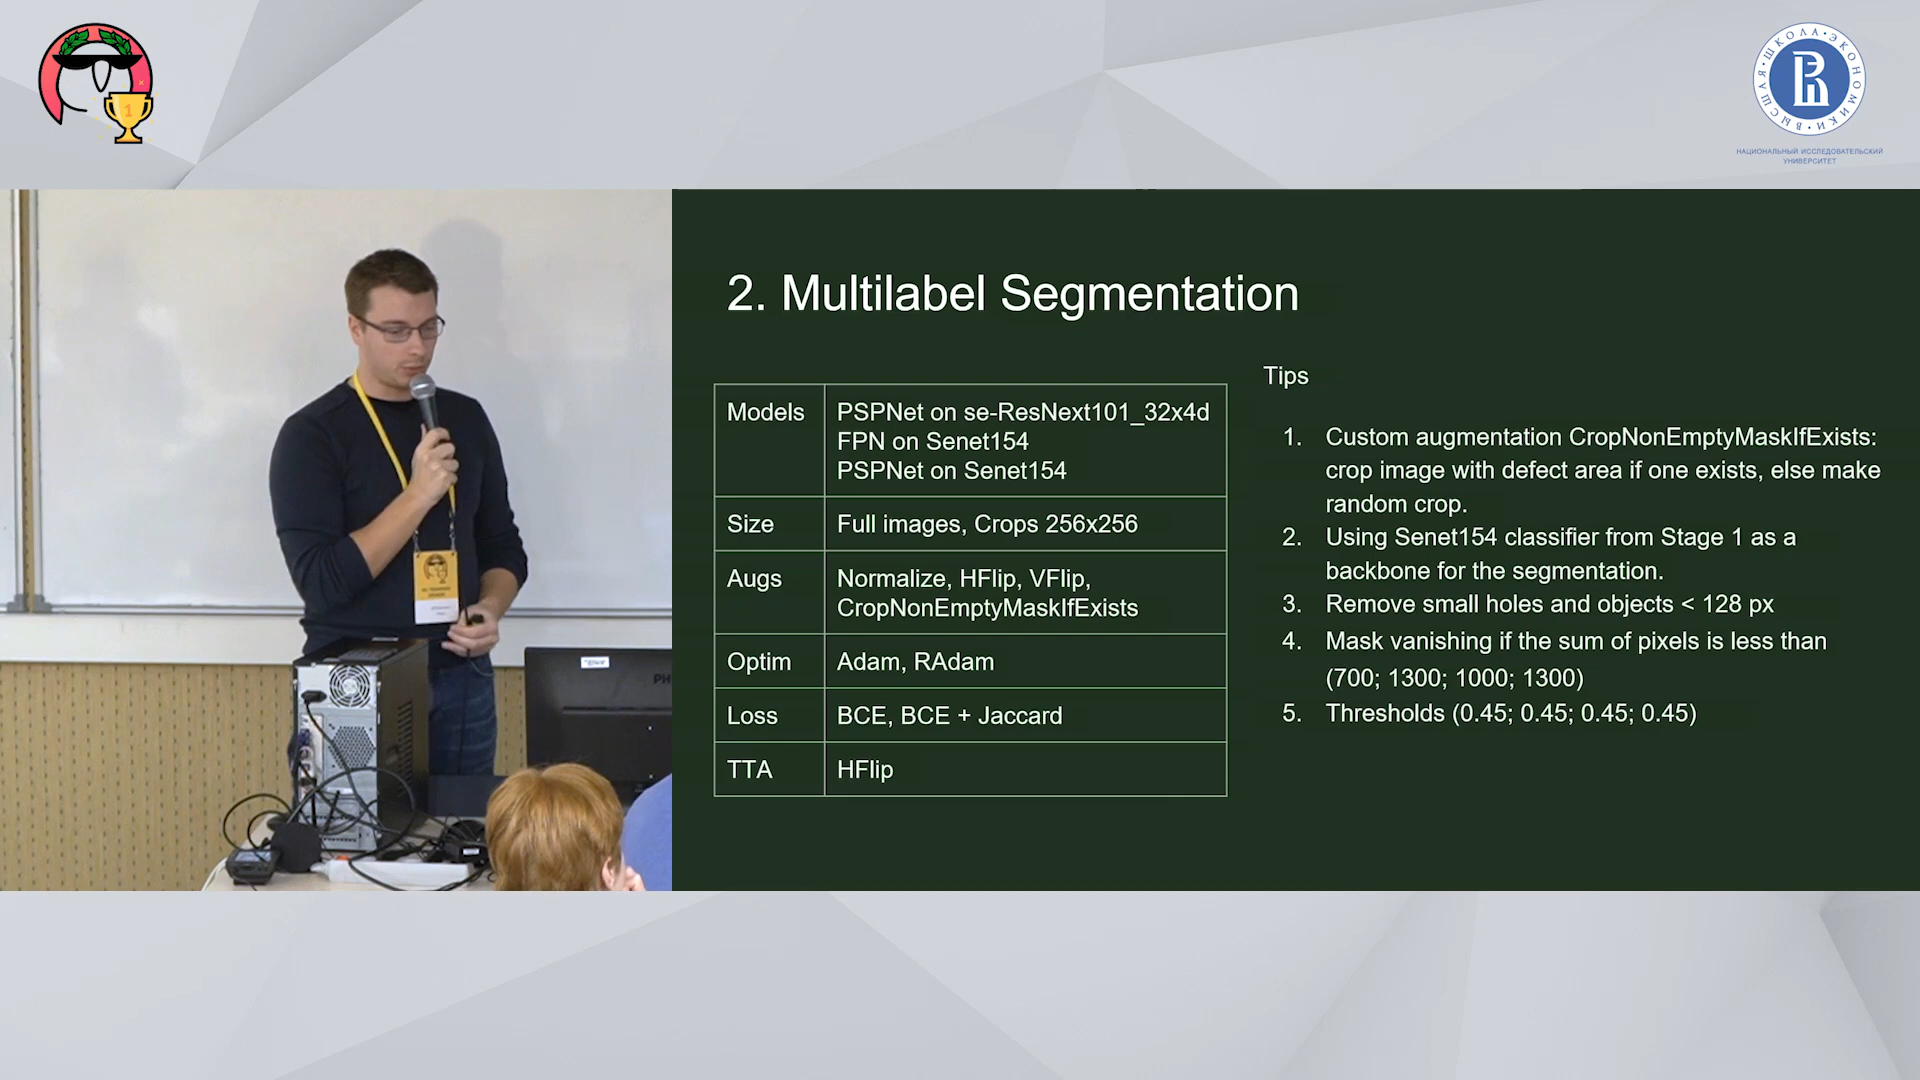 ВЫСШАЯ • ШКОЛА • ЭКОНОМИКИ •
НАЦИОНАЛЬНЫЙ ИССЛЕДОВАТЕЛЬСКИЙ
УНИВЕРСИТЕТ
1
2. Multilabel Segmentation
Models
PSPNet on se-ResNext101_32x4d
FPN on Senet154
PSPNet on Senet154
Size
Full images, Crops 256x256
Augs
Normalize, HFlip, VFlip,
CropNonEmptyMaskIfExists
Optim
Adam, RAdam
Loss
BCE, BCE + Jaccard
TTA
HFlip
Tips
1. Custom augmentation CropNonEmptyMaskIfExists:
crop image with defect area if one exists, else make
random crop.
2. Using Senet154 classifier from Stage 1 as a
backbone for the segmentation.
3. Remove small holes and objects < 128 px
4. Mask vanishing if the sum of pixels is less than
(700; 1300; 1000; 1300)
5. Thresholds (0.45; 0.45; 0.45; 0.45)
PH